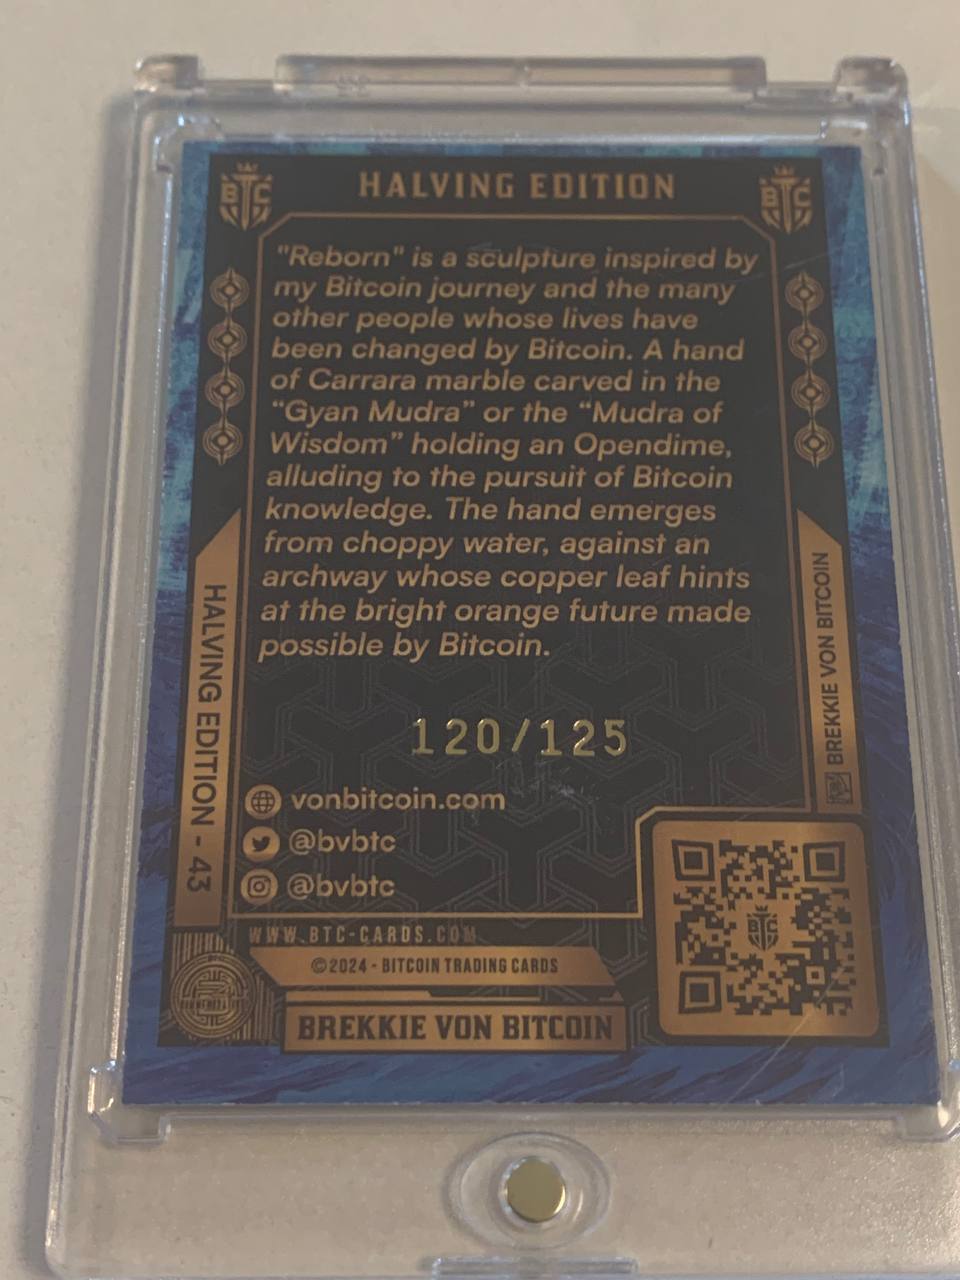 BTC
HALVING EDITION
BTC
"Reborn" is a sculpture inspired by
my Bitcoin journey and the many
other people whose lives have
been changed by Bitcoin. A hand
of Carrara marble carved in the
“Gyan Mudra” or the “Mudra of
Wisdom” holding an Opendime,
alluding to the pursuit of Bitcoin
knowledge. The hand emerges
from choppy water, against an
archway whose copper leaf hints
at the bright orange future made
possible by Bitcoin.
120/125
vonbitcoin.com
@bvbtc
@bvbtc
HALVING EDITION - 43
BREKKIE VON BITCOIN
BTC
WWW.BTC-CARDS.COM
©2024 - BITCOIN TRADING CARDS
BREKKIE VON BITCOIN